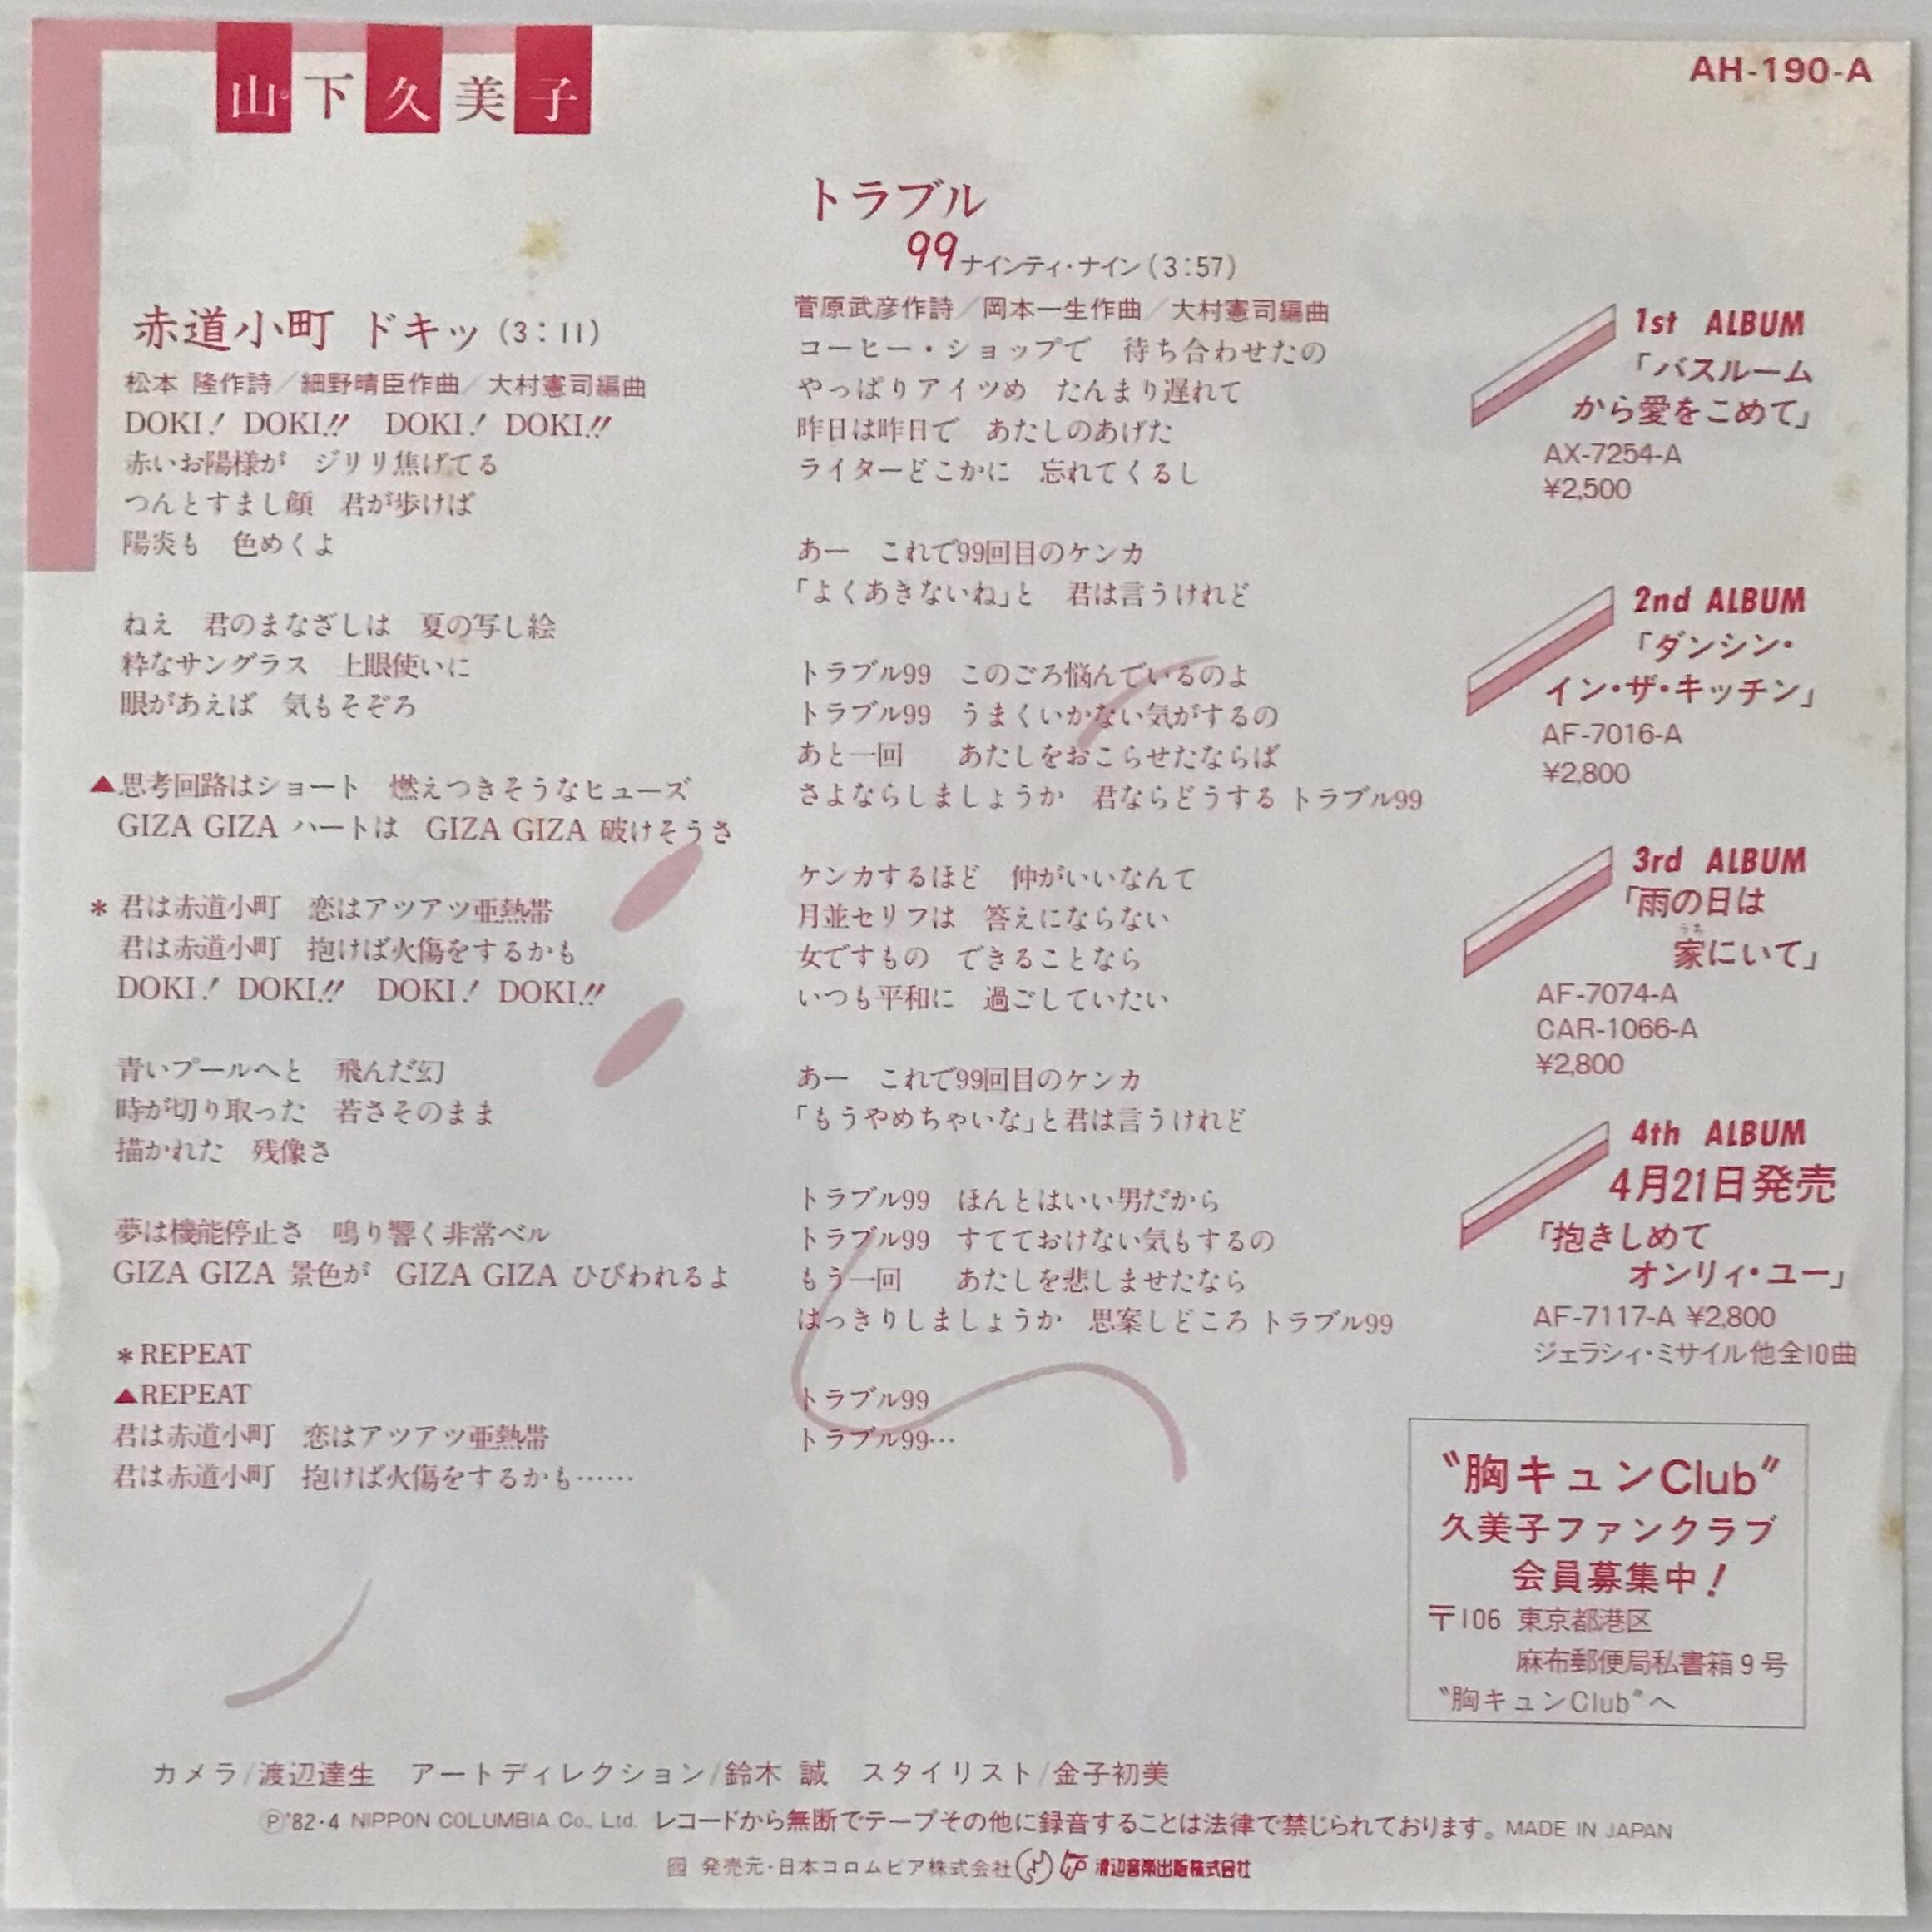 山下久美子
AH-190-A
赤道小町 ドキッ(3:11)
松本 隆作詩/細野晴臣作曲/大村憲司編曲
DOKI! DOKI!! DOKI! DOKI!!
赤いお陽様が ジリリ焦げてる
つんとすまし顔 君が歩けば
陽炎も 色めくよ
ねえ 君のまなざしは 夏の写し絵
粋なサングラス 上眼使いに
眼があえば 気もそぞろ
▲思考回路はショート 燃えつきそうなヒューズ
GIZA GIZA ハートは GIZA GIZA 破けそうさ
*君は赤道小町 恋はアツアツ亜熱帯
君は赤道小町 抱けば火傷をするかも
DOKI! DOKI!! DOKI! DOKI!!
青いプールへと 飛んだ幻
時が切り取った 若さそのまま
描かれた 残像さ
夢は機能停止さ 鳴り響く非常ベル
GIZA GIZA 景色が GIZA GIZA ひびわれるよ
*REPEAT
▲REPEAT
君は赤道小町 恋はアツアツ亜熱帯
君は赤道小町 抱けば火傷をするかも……
トラブル
99ナインティ・ナイン(3:57)
菅原武彦作詩/岡本一生作曲/大村憲司編曲
コーヒー・ショップで 待ち合わせたの
やっぱりアイツめ たんまり遅れて
昨日は昨日で あたしのあげた
ライターどこかに 忘れてくるし
あー これで99回目のケンカ
「よくあきないね」と 君は言うけれど
トラブル99 このごろ悩んでいるのよ
トラブル99 うまくいかない気がするの
あと一回 あたしをおこらせたならば
さよならしましょうか 君ならどうする トラブル99
ケンカするほど 仲がいいなんて
月並セリフは 答えにならない
女ですもの できることなら
いつも平和に 過ごしていたい
あー これで99回目のケンカ
「もうやめちゃいな」と君は言うけれど
トラブル99 ほんとはいい男だから
トラブル99 すてておけない気もするの
もう一回 あたしを悲しませたなら
はっきりしましょうか 思案しどころ トラブル99
トラブル99
トラブル99…
1st ALBUM
「バスルーム
から愛をこめて」
AX-7254-A
¥2,500
2nd ALBUM
「ダンシン・
イン・ザ・キッチン」
AF-7016-A
¥2,800
3rd ALBUM
「雨の日は
うち
家にいて」
AF-7074-A
CAR-1066-A
¥2,800
4th ALBUM
4月21日発売
「抱きしめて
オンリィ・ユー」
AF-7117-A ¥2,800
ジェラシィ・ミサイル他全10曲
〝胸キュンClub〞
久美子ファンクラブ
会員募集中!
〒106 東京都港区
麻布郵便局私書箱9号
〝胸キュンClub〞へ
カメラ/渡辺達生 アートディレクション/鈴木 誠 スタイリスト/金子初美
Ⓟ'82・4 NIPPON COLUMBIA Co., Ltd. レコードから無断でテープその他に録音することは法律で禁じられております。 MADE IN JAPAN
発売元・日本コロムビア株式会社 渡辺音楽出版株式会社